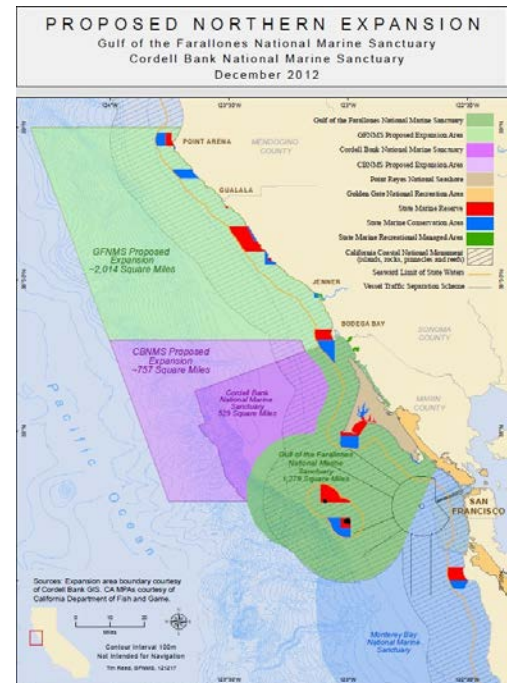 PROPOSED NORTHERN EXPANSION
Gulf of the Farallones National Marine Sanctuary
Cordell Bank National Marine Sanctuary
December 2012
Gulf of the Farallones National Marine Sanctuary
GFNMS Proposed Expansion Area
Cordell Bank National Marine Sanctuary
CBNMS Proposed Expansion Area
Point Reyes National Seashore
Golden Gate National Recreation Area
State Marine Reserve
State Marine Conservation Area
State Marine Recreational Managed Area
California Coastal National Monument
(islands, rocks, pinnacles and reefs)
Seaward Limit of State Waters
Vessel Traffic Separation Scheme
POINT ARENA
MENDOCINO
COUNTY
GUALALA
GFNMS Proposed
Expansion
~2,014 Square Miles
JENNER
BODEGA BAY
SONOMA
COUNTY
CBNMS Proposed
Expansion
~757 Square Miles
Cordell Bank
National Marine
Sanctuary
529 Square Miles
MARIN
COUNTY
Gulf of the Farallones
National Marine
Sanctuary
1,279 Square Miles
Pacific Ocean
SAN
FRANCISCO
Sources: Expansion area boundary courtesy
of Cordell Bank GIS. CA MPAs courtesy of
California Department of Fish and Game.
0 10 20
Miles
Contour Interval 100m
Not Intended for Navigation
Tim Reed, GFNMS, 121217
Monterey Bay
National Marine
Sanctuary